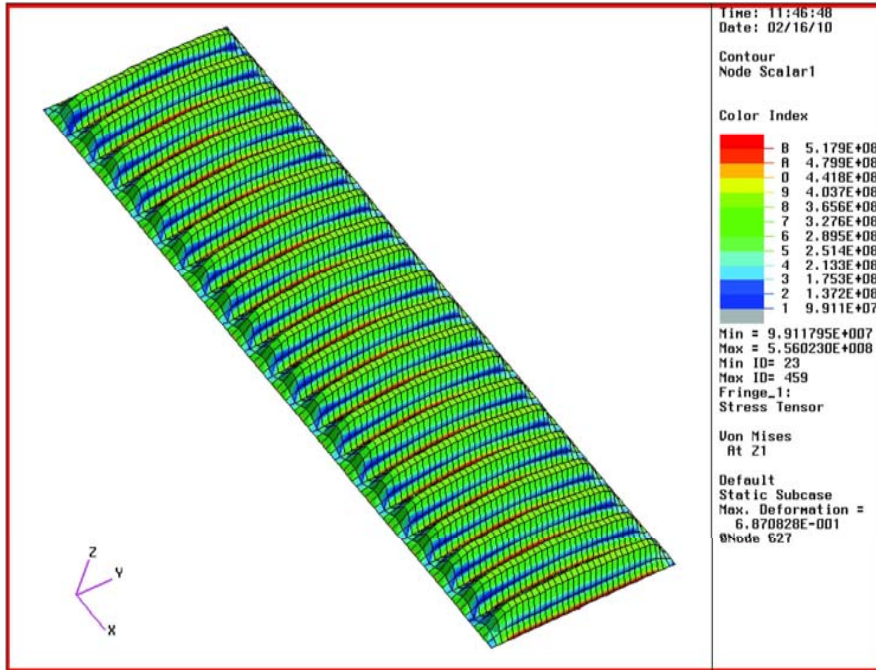 Time: 11:46:48
Date: 02/16/10
Contour
Node Scalar1
Color Index
B 5.179E+08
A 4.799E+08
0 4.418E+08
9 4.037E+08
8 3.656E+08
7 3.276E+08
6 2.895E+08
5 2.514E+08
4 2.133E+08
3 1.753E+08
2 1.372E+08
1 9.911E+07
Min = 9.911795E+007
Max = 5.560230E+008
Min ID= 23
Max ID= 459
Fringe_1:
Stress Tensor
Von Mises
At Z1
Default
Static Subcase
Max. Deformation =
6.870828E-001
@Node 627
Z
Y
X